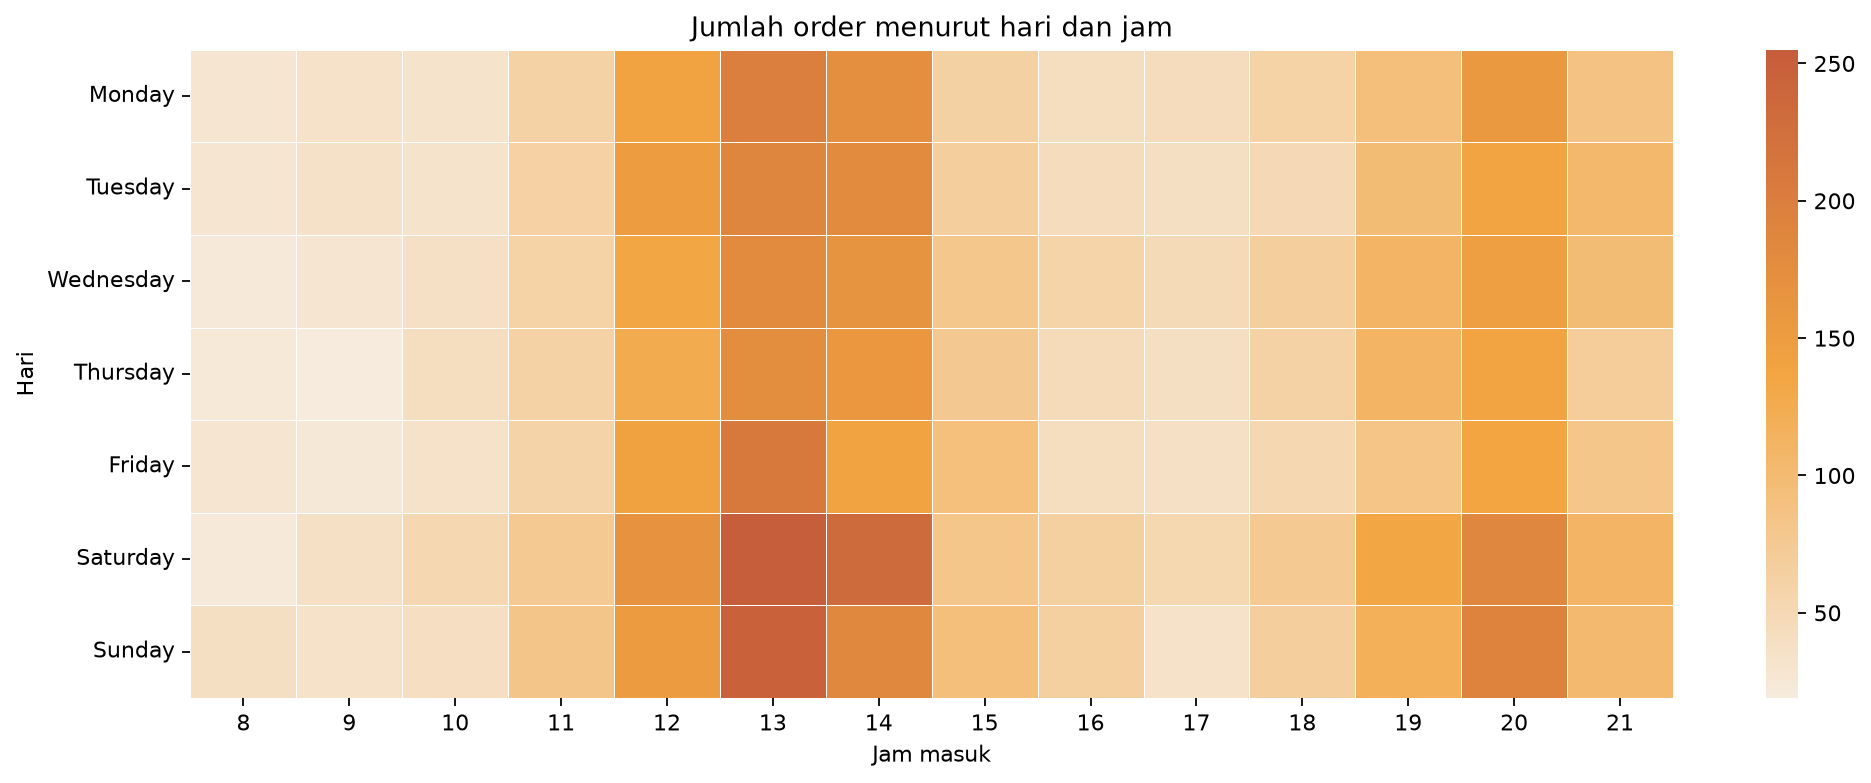 Jumlah order menurut hari dan jam
Hari
Monday
Tuesday
Wednesday
Thursday
Friday
Saturday
Sunday
8 9 10 11 12 13 14 15 16 17 18 19 20 21
Jam masuk
250
200
150
100
50